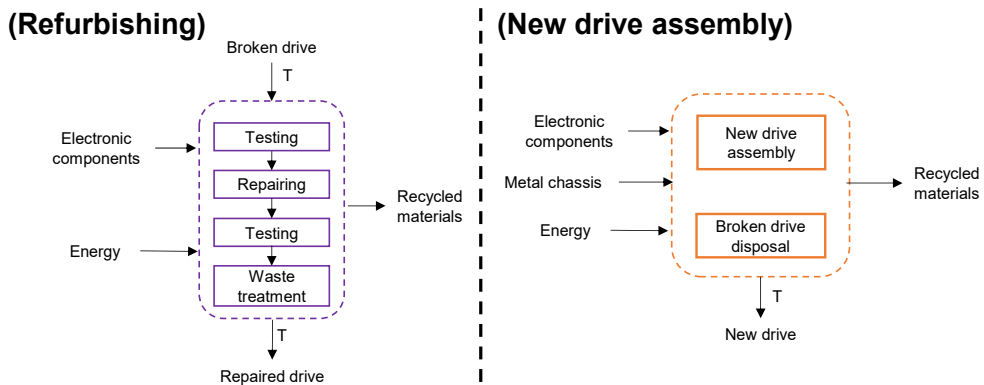 (Refurbishing)
Broken drive
T
Electronic
components
Testing
Repairing
Recycled
materials
Testing
Energy
Waste
treatment
T
Repaired drive
(New drive assembly)
Electronic
components
New drive
assembly
Metal chassis
Recycled
materials
Energy
Broken drive
disposal
T
New drive